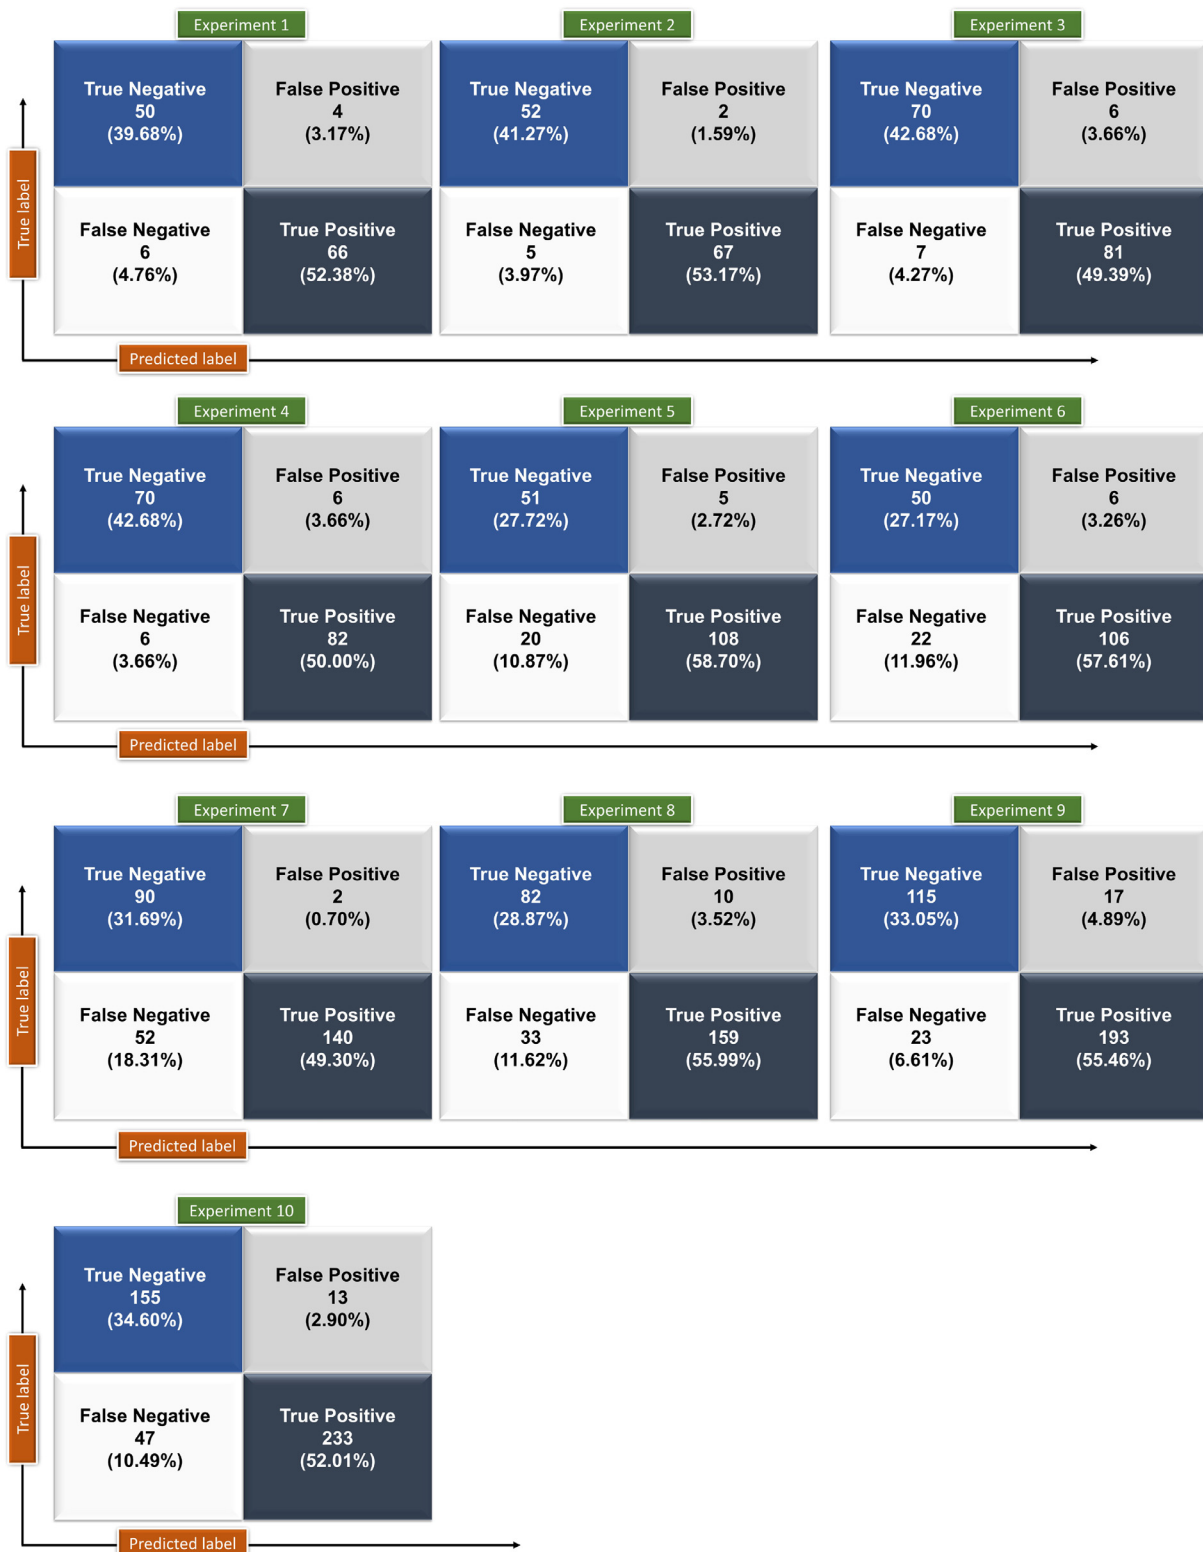 Experiment 1
Experiment 2
Experiment 3
True Negative
50
(39.68%)
False Positive
4
(3.17%)
True Negative
52
(41.27%)
False Positive
2
(1.59%)
True Negative
70
(42.68%)
False Positive
6
(3.66%)
True label
False Negative
6
(4.76%)
True Positive
66
(52.38%)
False Negative
5
(3.97%)
True Positive
67
(53.17%)
False Negative
7
(4.27%)
True Positive
81
(49.39%)
Predicted label
Experiment 4
Experiment 5
Experiment 6
True Negative
70
(42.68%)
False Positive
6
(3.66%)
True Negative
51
(27.72%)
False Positive
5
(2.72%)
True Negative
50
(27.17%)
False Positive
6
(3.26%)
True label
False Negative
6
(3.66%)
True Positive
82
(50.00%)
False Negative
20
(10.87%)
True Positive
108
(58.70%)
False Negative
22
(11.96%)
True Positive
106
(57.61%)
Predicted label
Experiment 7
Experiment 8
Experiment 9
True Negative
90
(31.69%)
False Positive
2
(0.70%)
True Negative
82
(28.87%)
False Positive
10
(3.52%)
True Negative
115
(33.05%)
False Positive
17
(4.89%)
True label
False Negative
52
(18.31%)
True Positive
140
(49.30%)
False Negative
33
(11.62%)
True Positive
159
(55.99%)
False Negative
23
(6.61%)
True Positive
193
(55.46%)
Predicted label
Experiment 10
True Negative
155
(34.60%)
False Positive
13
(2.90%)
True label
False Negative
47
(10.49%)
True Positive
233
(52.01%)
Predicted label